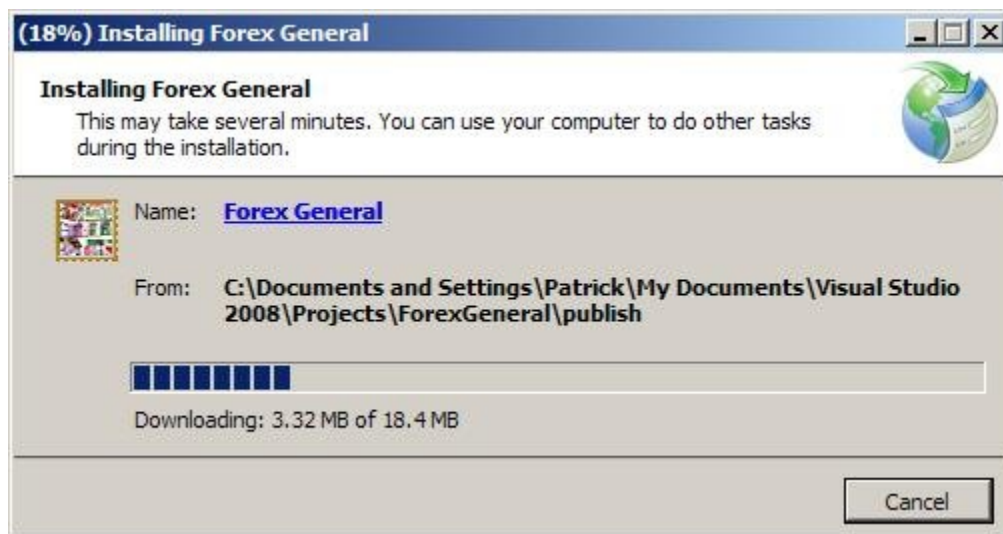 (18%) Installing Forex General
Installing Forex General
This may take several minutes. You can use your computer to do other tasks
during the installation.
Name: Forex General
From: C:\Documents and Settings\Patrick\My Documents\Visual Studio
2008\Projects\ForexGeneral\publish
Downloading: 3.32 MB of 18.4 MB
Cancel